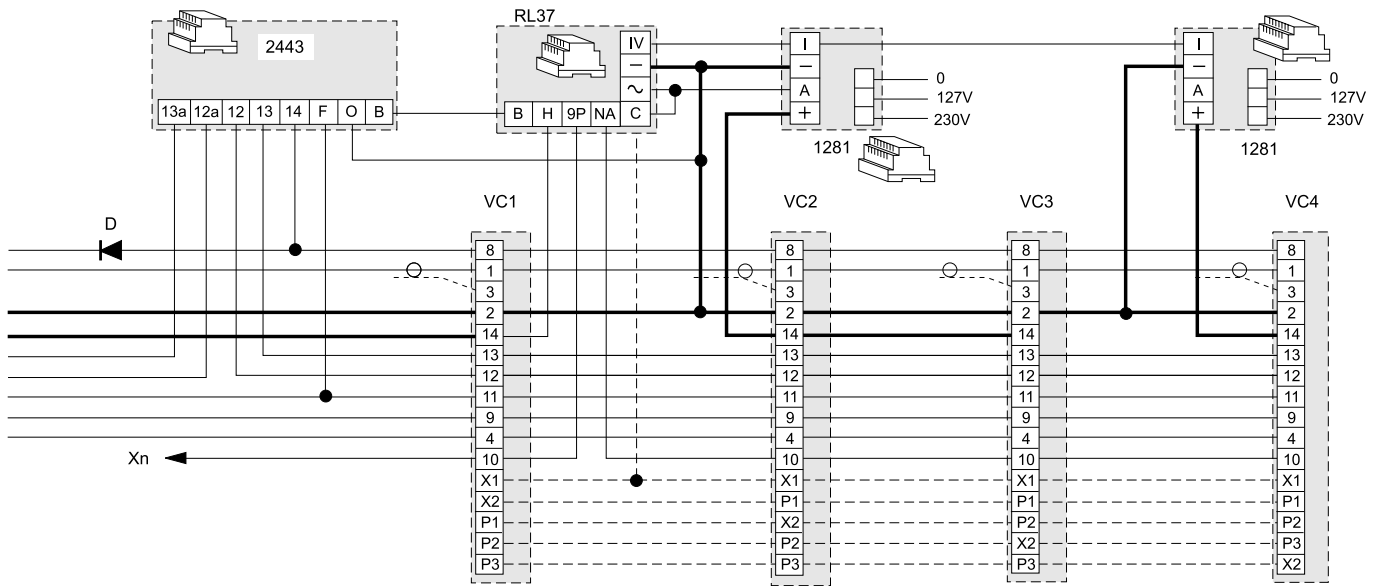 RL37
2443
IV
I
I
–
–
–
0
0
~
A
127V
A
127V
13a 12a 12 13 14 F O B
B H 9P NA C
+
230V
+
230V
1281
1281
VC1
VC2
VC3
VC4
D
8 8 8 8
1 1 1 1
3 3 3 3
2 2 2 2
14 14 14 14
13 13 13 13
12 12 12 12
11 11 11 11
9 9 9 9
4 4 4 4
Xn 10 10 10 10
X1 X1 X1 X1
X2 P1 P1 P1
P1 X2 P2 P2
P2 P2 X2 P3
P3 P3 P3 X2